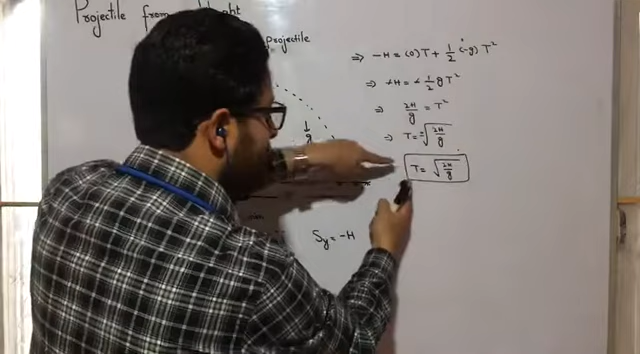 Projectile from
Projectile
⇒ -H = (0)T + 1/2 (-g) T²
⇒ +H = + 1/2 g T²
⇒ 2H/g = T²
⇒ T = √(2H/g)
T = √(2H/g)
g
Sy = -H